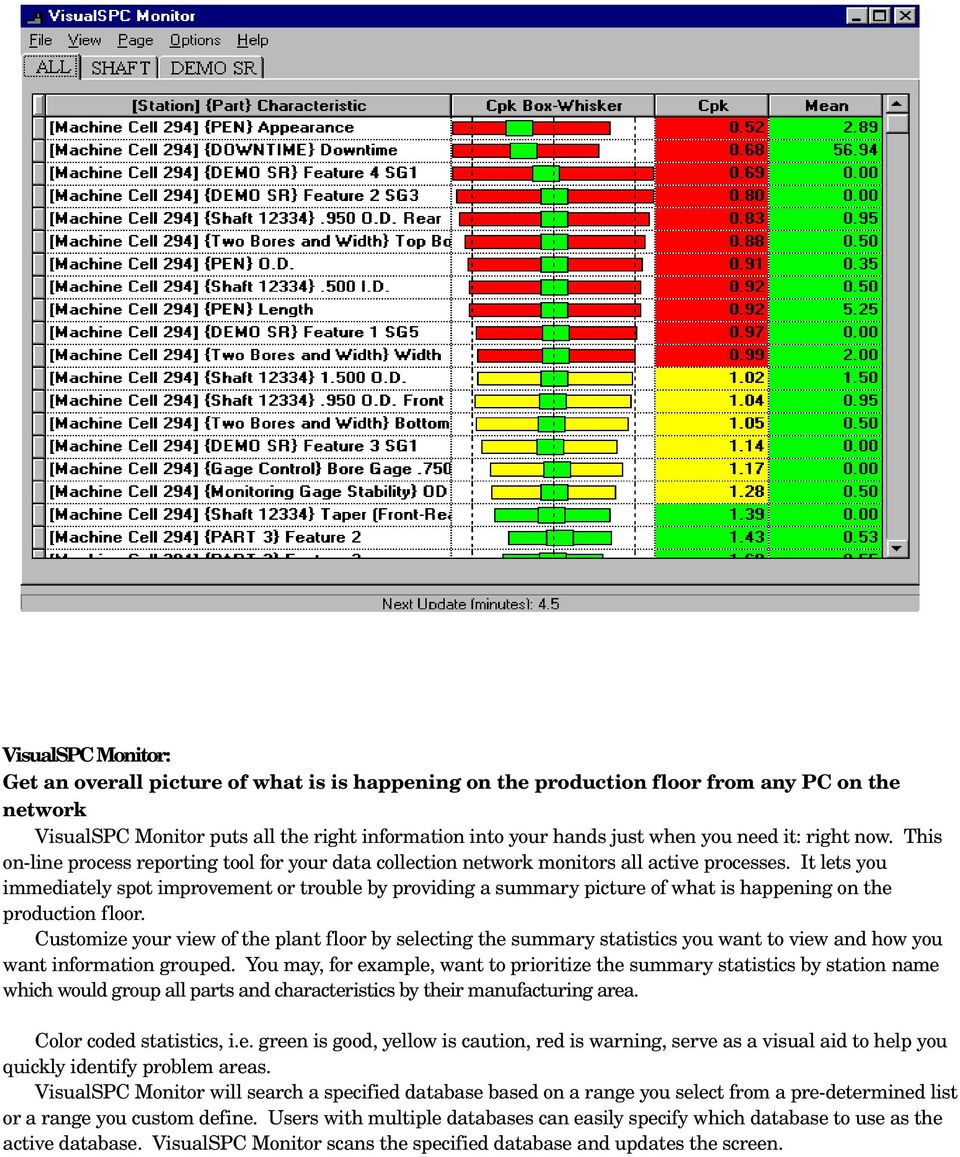 VisualSPC Monitor
File View Page Options Help
ALL SHAFT DEMO SR
[Station] {Part} Characteristic Cpk Box-Whisker Cpk Mean
[Machine Cell 294] {PEN} Appearance 0.52 2.89
[Machine Cell 294] {DOWNTIME} Downtime 0.68 56.94
[Machine Cell 294] {DEMO SR} Feature 4 SG1 0.69 0.00
[Machine Cell 294] {DEMO SR} Feature 2 SG3 0.80 0.00
[Machine Cell 294] {Shaft 12334} .950 O.D. Rear 0.83 0.95
[Machine Cell 294] {Two Bores and Width} Top Bo 0.88 0.50
[Machine Cell 294] {PEN} O.D. 0.91 0.35
[Machine Cell 294] {Shaft 12334} .500 I.D. 0.92 0.50
[Machine Cell 294] {PEN} Length 0.92 5.25
[Machine Cell 294] {DEMO SR} Feature 1 SG5 0.97 0.00
[Machine Cell 294] {Two Bores and Width} Width 0.99 2.00
[Machine Cell 294] {Shaft 12334} 1.500 O.D. 1.02 1.50
[Machine Cell 294] {Shaft 12334} .950 O.D. Front 1.04 0.95
[Machine Cell 294] {Two Bores and Width} Bottom 1.05 0.50
[Machine Cell 294] {DEMO SR} Feature 3 SG1 1.14 0.00
[Machine Cell 294] {Gage Control} Bore Gage .750 1.17 0.00
[Machine Cell 294] {Monitoring Gage Stability} OD 1.28 0.50
[Machine Cell 294] {Shaft 12334} Taper (Front-Rea 1.39 0.00
[Machine Cell 294] {PART 3} Feature 2 1.43 0.53
Next Update (minutes): 4.5
VisualSPC Monitor:
Get an overall picture of what is is happening on the production floor from any PC on the
network
VisualSPC Monitor puts all the right information into your hands just when you need it: right now. This
on-line process reporting tool for your data collection network monitors all active processes. It lets you
immediately spot improvement or trouble by providing a summary picture of what is happening on the
production floor.
Customize your view of the plant floor by selecting the summary statistics you want to view and how you
want information grouped. You may, for example, want to prioritize the summary statistics by station name
which would group all parts and characteristics by their manufacturing area.
Color coded statistics, i.e. green is good, yellow is caution, red is warning, serve as a visual aid to help you
quickly identify problem areas.
VisualSPC Monitor will search a specified database based on a range you select from a pre-determined list
or a range you custom define. Users with multiple databases can easily specify which database to use as the
active database. VisualSPC Monitor scans the specified database and updates the screen.